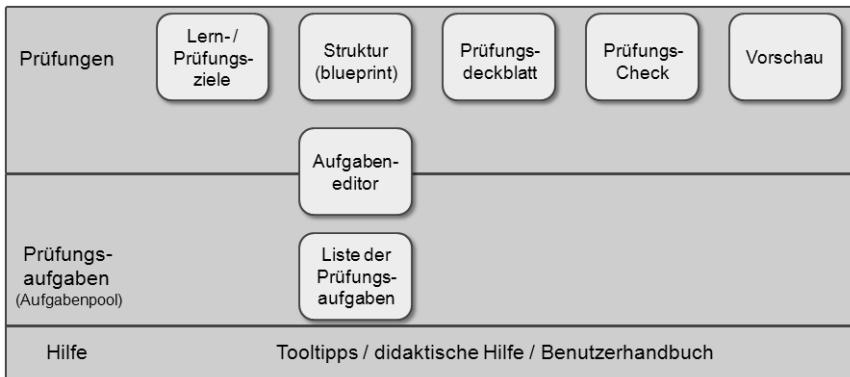 Prüfungen
Lern- /
Prüfungs-
ziele
Struktur
(blueprint)
Prüfungs-
deckblatt
Prüfungs-
Check
Vorschau
Aufgaben-
editor
Prüfungs-
aufgaben
(Aufgabenpool)
Liste der
Prüfungs-
aufgaben
Hilfe
Tooltipps / didaktische Hilfe / Benutzerhandbuch